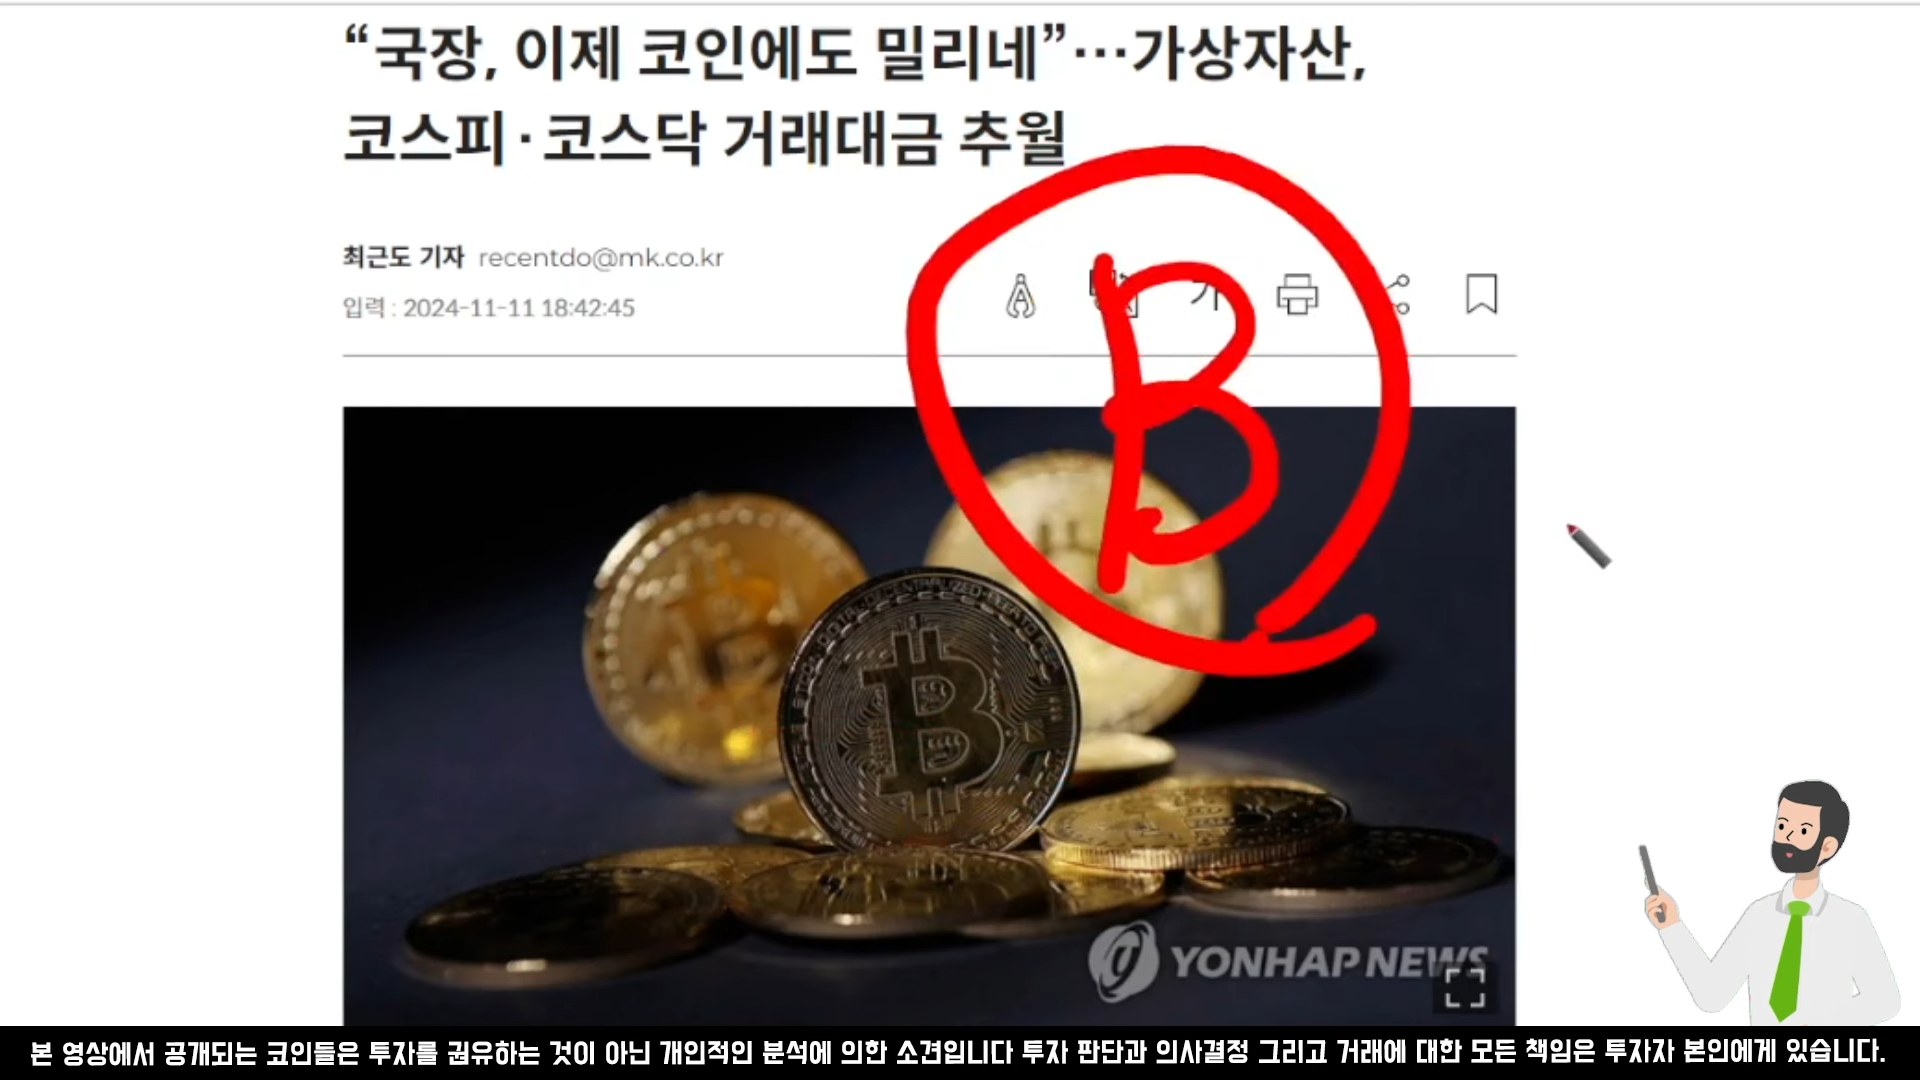 “국장, 이제 코인에도 밀리네”…가상자산,
코스피·코스닥 거래대금 추월
최근도 기자 recentdo@mk.co.kr
입력 : 2024-11-11 18:42:45
가
B
B
YONHAP NEWS
본 영상에서 공개되는 코인들은 투자를 권유하는 것이 아닌 개인적인 분석에 의한 소견입니다 투자 판단과 의사결정 그리고 거래에 대한 모든 책임은 투자자 본인에게 있습니다.